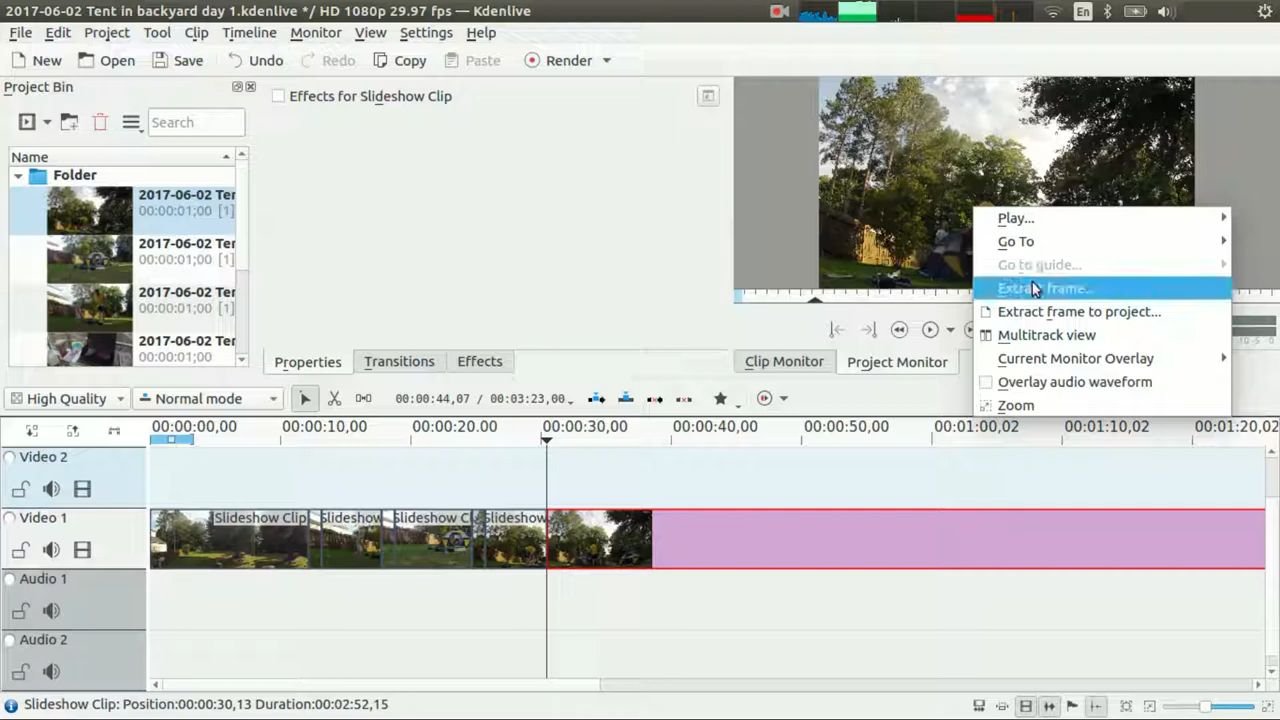 2017-06-02 Tent in backyard day 1.kdenlive */ HD 1080p 29.97 fps — Kdenlive
En
File Edit Project Tool Clip Timeline Monitor View Settings Help
New Open Save Undo Redo Copy Paste Render
Project Bin
Effects for Slideshow Clip
Search
Name
Folder
2017-06-02 Ter
00:00:01;00 [1]
2017-06-02 Ter
00:00:01;00 [1]
2017-06-02 Ter
00:00:01;00 [1]
2017-06-02 Ter
00:00:01;00 [1]
Play...
Go To
Go to guide...
Extract frame...
Extract frame to project...
Multitrack view
Current Monitor Overlay
Overlay audio waveform
Zoom
Properties Transitions Effects
Clip Monitor Project Monitor
-10 -5 0
High Quality Normal mode 00:00:44,07 / 00:03:23,00
00:00:00,00 00:00:10,00 00:00:20.00 00:00:30,00 00:00:40,00 00:00:50,00 00:01:00,02 00:01:10,02 00:01:20,02
Video 2
Video 1
Slideshow Clip Slideshow Slideshow C Slideshow
Audio 1
Audio 2
Slideshow Clip: Position:00:00:30,13 Duration:00:02:52,15